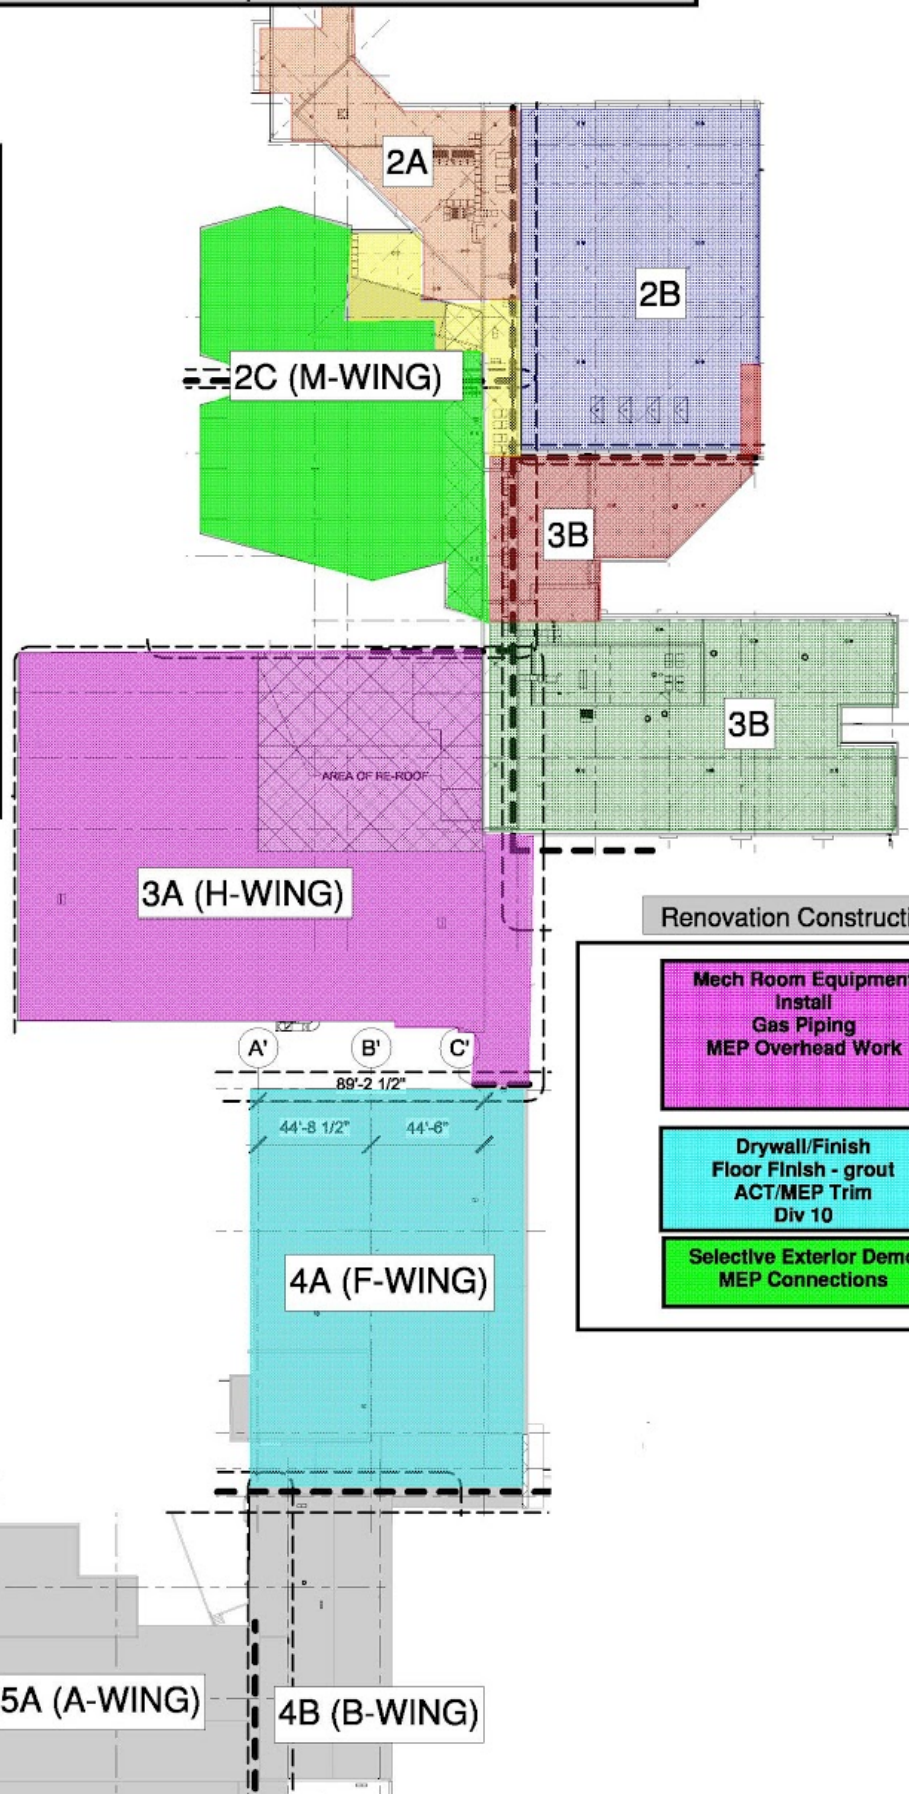 2A
2B
2C (M-WING)
3B
3B
AREA OF RE-ROOF
3A (H-WING)
Renovation Constructi
Mech Room Equipmen
Install
Gas Piping
MEP Overhead Work
A' B' C'
89'-2 1/2"
44'-8 1/2" 44'-6"
Drywall/Finish
Floor Finish - grout
ACT/MEP Trim
Div 10
Selective Exterior Dem
MEP Connections
4A (F-WING)
5A (A-WING)
4B (B-WING)